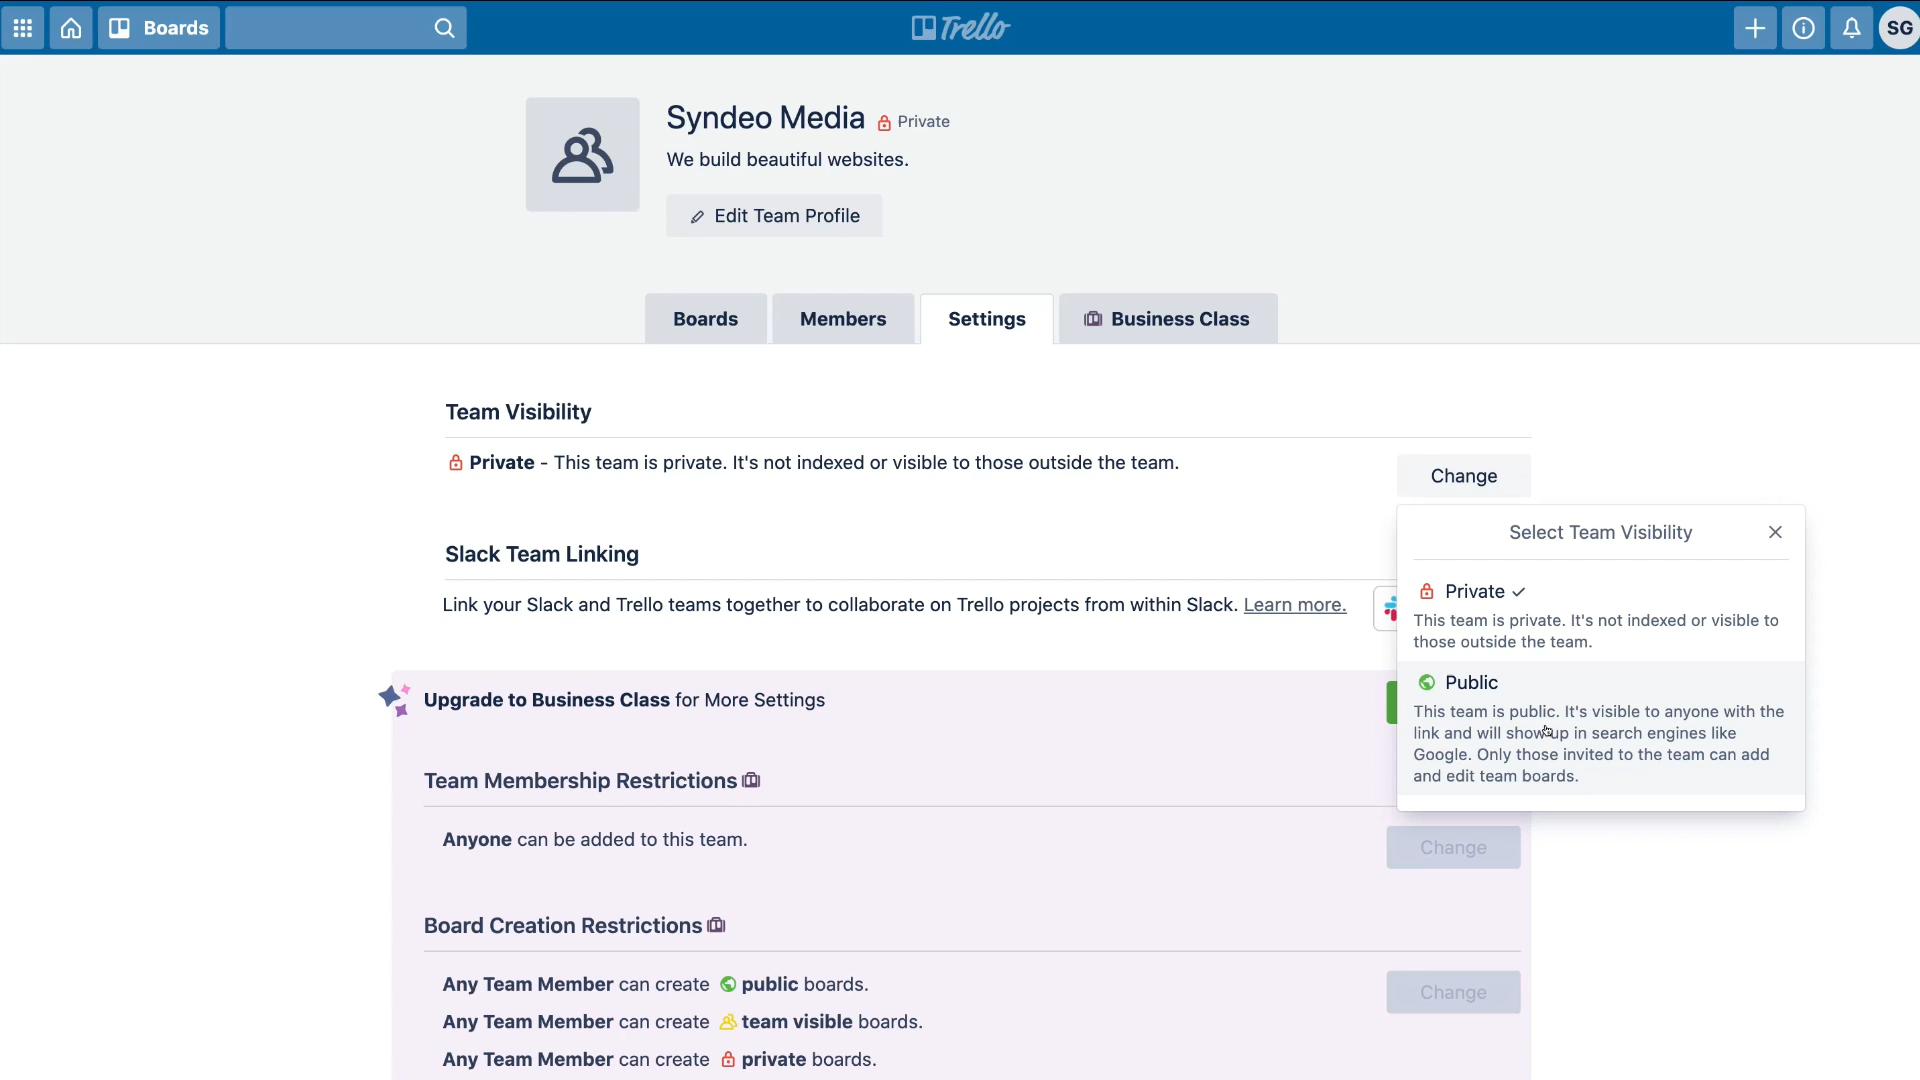 Boards
Trello
SG
Syndeo Media Private
We build beautiful websites.
Edit Team Profile
Boards
Members
Settings
Business Class
Team Visibility
Private - This team is private. It's not indexed or visible to those outside the team.
Change
Select Team Visibility
Private
This team is private. It's not indexed or visible to
those outside the team.
Public
This team is public. It's visible to anyone with the
link and will show up in search engines like
Google. Only those invited to the team can add
and edit team boards.
Slack Team Linking
Link your Slack and Trello teams together to collaborate on Trello projects from within Slack. Learn more.
Upgrade to Business Class for More Settings
Team Membership Restrictions
Anyone can be added to this team.
Change
Board Creation Restrictions
Any Team Member can create public boards.
Change
Any Team Member can create team visible boards.
Any Team Member can create private boards.